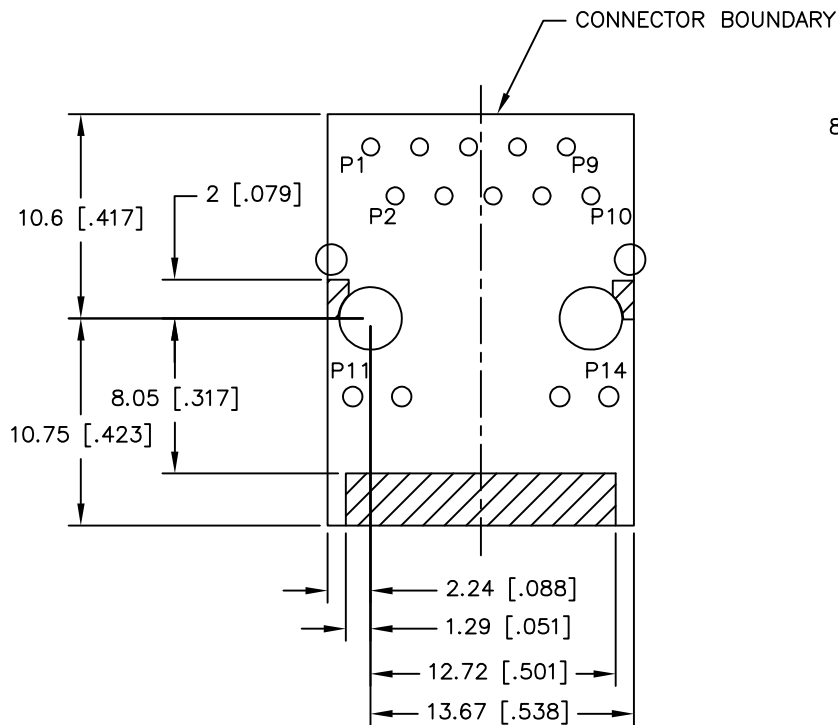 CONNECTOR BOUNDARY
8
P1
P9
2 [.079]
P2
P10
10.6 [.417]
P11
P14
8.05 [.317]
10.75 [.423]
2.24 [.088]
1.29 [.051]
12.72 [.501]
13.67 [.538]